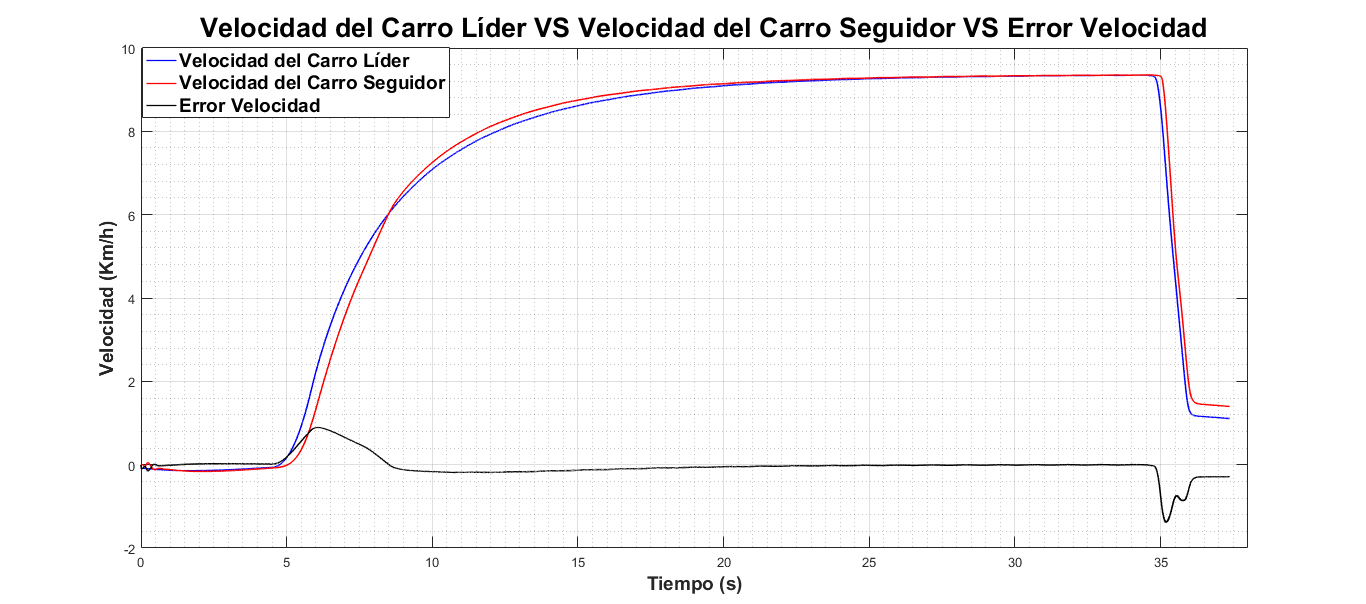 Velocidad del Carro Líder VS Velocidad del Carro Seguidor VS Error Velocidad
Velocidad del Carro Líder
Velocidad del Carro Seguidor
Error Velocidad
Velocidad (Km/h)
10
8
6
4
2
0
-2
0 5 10 15 20 25 30 35
Tiempo (s)